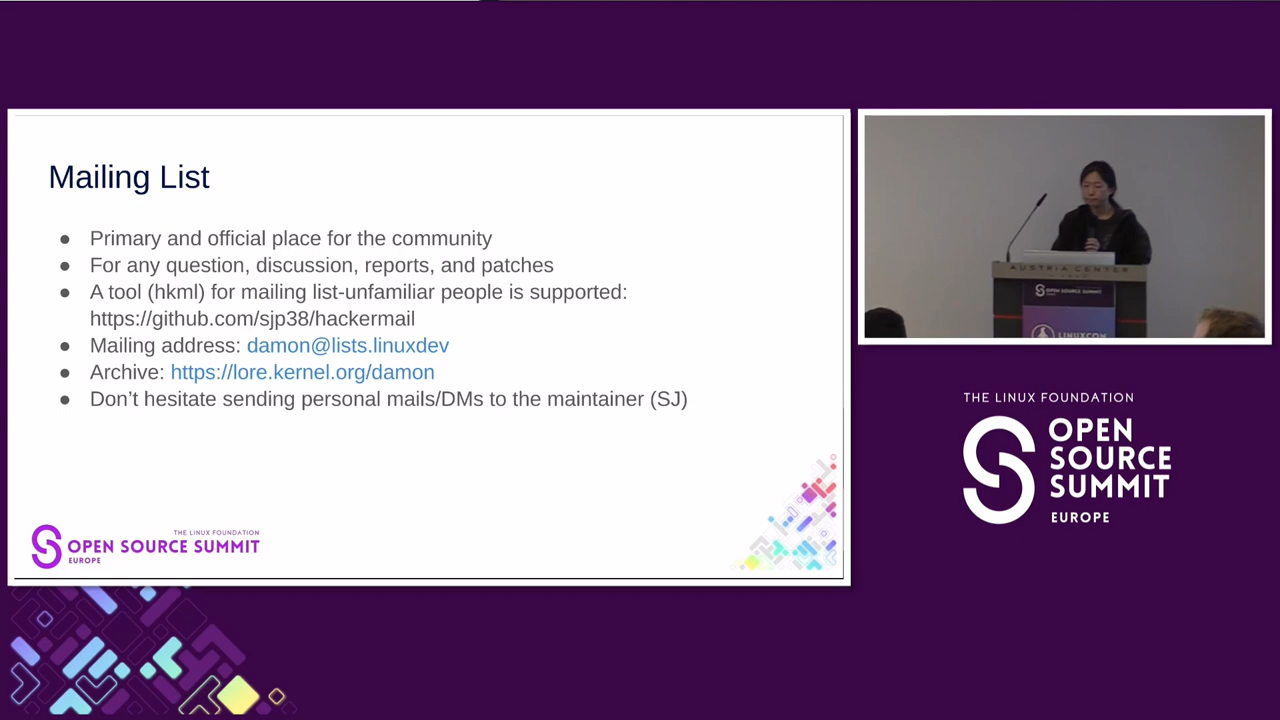 Mailing List
● Primary and official place for the community
● For any question, discussion, reports, and patches
● A tool (hkml) for mailing list-unfamiliar people is supported:
https://github.com/sjp38/hackermail
● Mailing address: damon@lists.linuxdev
● Archive: https://lore.kernel.org/damon
● Don’t hesitate sending personal mails/DMs to the maintainer (SJ)
THE LINUX FOUNDATION
OPEN SOURCE SUMMIT
EUROPE
AUSTRIA CENTER
OPEN SOURCE SUMMIT
LINUXCON
THE LINUX FOUNDATION
OPEN
SOURCE
SUMMIT
EUROPE